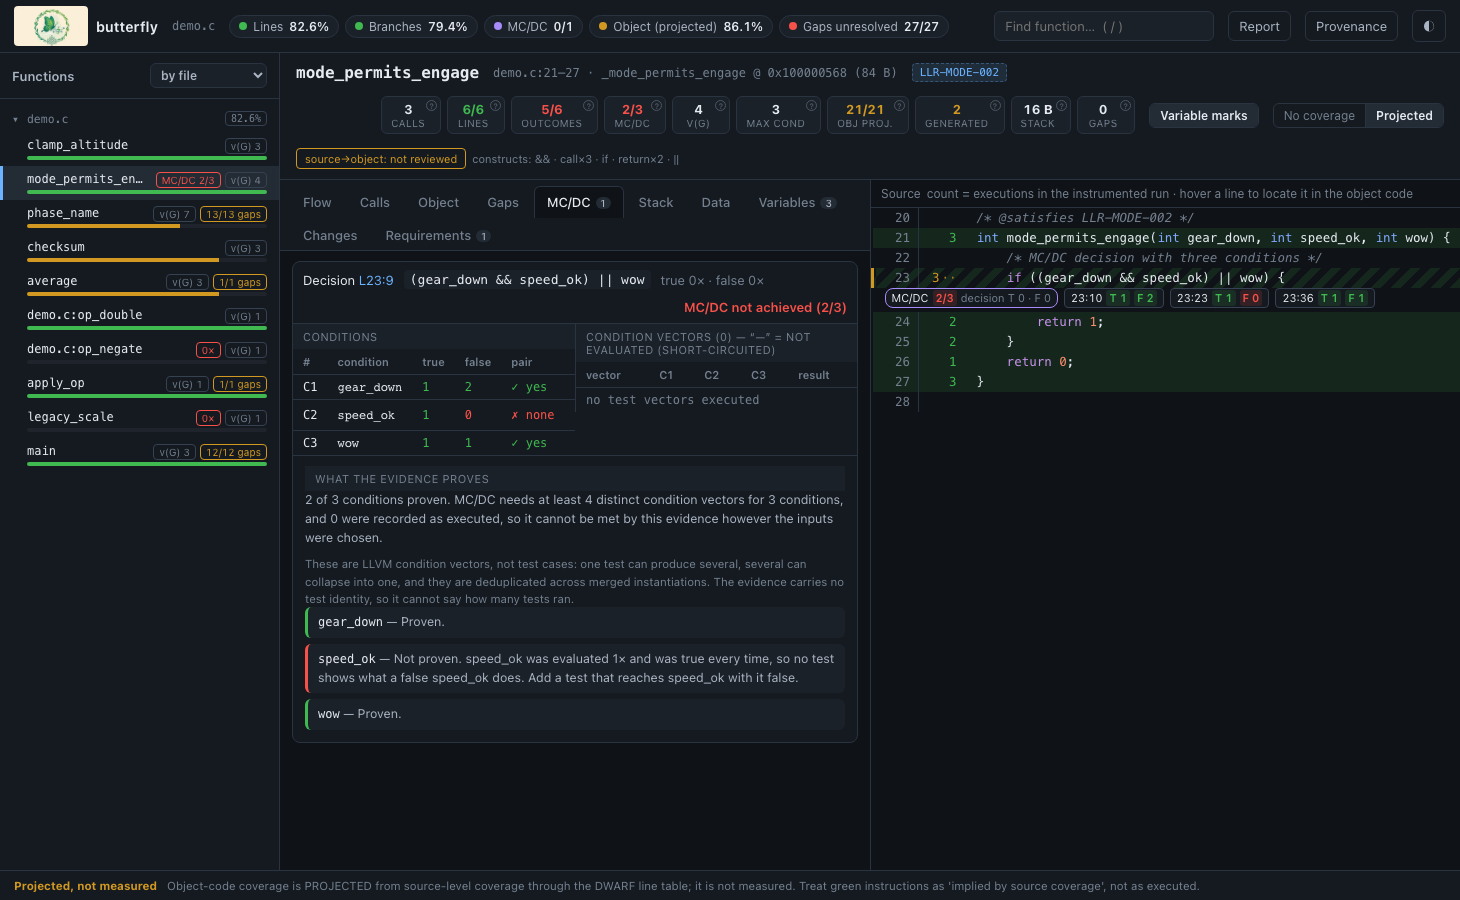 butterfly demo.c Lines 82.6% Branches 79.4% MC/DC 0/1 Object (projected) 86.1% Gaps unresolved 27/27 Find function... ( / ) Report Provenance
Functions by file
demo.c 82.6%
clamp_altitude v(G) 3
mode_permits_en… MC/DC 2/3 v(G) 4
phase_name v(G) 7 13/13 gaps
checksum v(G) 3
average v(G) 3 1/1 gaps
demo.c:op_double v(G) 1
demo.c:op_negate 0× v(G) 1
apply_op v(G) 1 1/1 gaps
legacy_scale 0× v(G) 1
main v(G) 3 12/12 gaps
mode_permits_engage demo.c:21–27 · _mode_permits_engage @ 0x100000568 (84 B) LLR-MODE-002
3 ? 6/6 ? 5/6 ? 2/3 ? 4 ? 3 ? 21/21 ? 2 ? 16 B ? 0 ?
CALLS LINES OUTCOMES MC/DC V(G) MAX COND OBJ PROJ. GENERATED STACK GAPS
Variable marks No coverage Projected
source→object: not reviewed constructs: && · call×3 · if · return×2 · ||
Flow Calls Object Gaps MC/DC 1 Stack Data Variables 3
Changes Requirements 1
Decision L23:9 (gear_down && speed_ok) || wow true 0× · false 0×
MC/DC not achieved (2/3)
CONDITIONS
# condition true false pair
C1 gear_down 1 2 ✓ yes
C2 speed_ok 1 0 ✗ none
C3 wow 1 1 ✓ yes
CONDITION VECTORS (0) — "—" = NOT
EVALUATED (SHORT-CIRCUITED)
vector C1 C2 C3 result
no test vectors executed
WHAT THE EVIDENCE PROVES
2 of 3 conditions proven. MC/DC needs at least 4 distinct condition vectors for 3 conditions,
and 0 were recorded as executed, so it cannot be met by this evidence however the inputs
were chosen.
These are LLVM condition vectors, not test cases: one test can produce several, several can
collapse into one, and they are deduplicated across merged instantiations. The evidence carries no
test identity, so it cannot say how many tests ran.
gear_down — Proven.
speed_ok — Not proven. speed_ok was evaluated 1× and was true every time, so no test
shows what a false speed_ok does. Add a test that reaches speed_ok with it false.
wow — Proven.
Source count = executions in the instrumented run · hover a line to locate it in the object code
20 /* @satisfies LLR-MODE-002 */
21 3 int mode_permits_engage(int gear_down, int speed_ok, int wow) {
22 /* MC/DC decision with three conditions */
23 3·· if ((gear_down && speed_ok) || wow) {
MC/DC 2/3 decision T 0 · F 0 23:10 T 1 F 2 23:23 T 1 F 0 23:36 T 1 F 1
24 2 return 1;
25 2 }
26 1 return 0;
27 3 }
28
Projected, not measured Object-code coverage is PROJECTED from source-level coverage through the DWARF line table; it is not measured. Treat green instructions as 'implied by source coverage', not as executed.